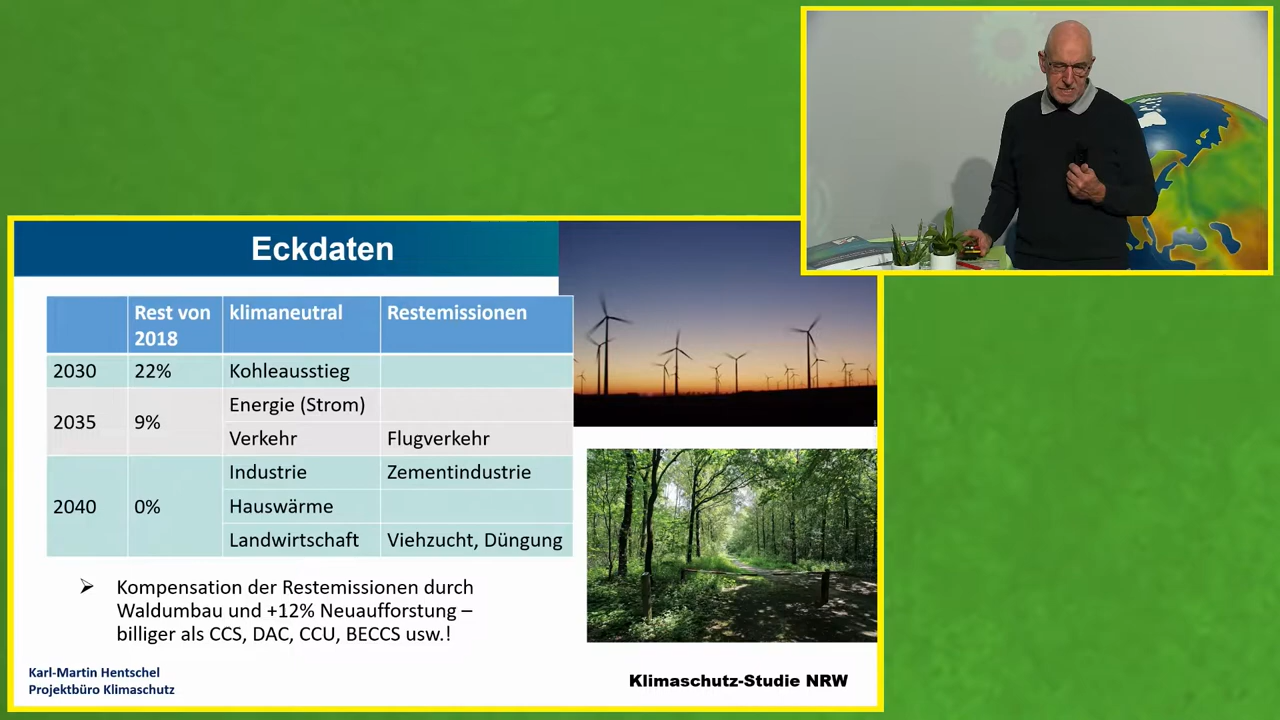 Eckdaten
Rest von 2018 klimaneutral Restemissionen
2030 22% Kohleausstieg
2035 9% Energie (Strom)
Verkehr Flugverkehr
2040 0% Industrie Zementindustrie
Hauswärme
Landwirtschaft Viehzucht, Düngung
➢ Kompensation der Restemissionen durch
Waldumbau und +12% Neuaufforstung –
billiger als CCS, DAC, CCU, BECCS usw.!
Karl-Martin Hentschel
Projektbüro Klimaschutz
Klimaschutz-Studie NRW